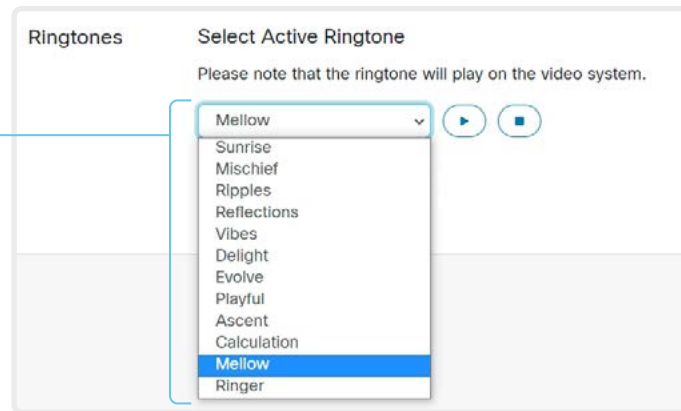 Ringtones
Select Active Ringtone
Please note that the ringtone will play on the video system.
Mellow
Sunrise
Mischief
Ripples
Reflections
Vibes
Delight
Evolve
Playful
Ascent
Calculation
Mellow
Ringer